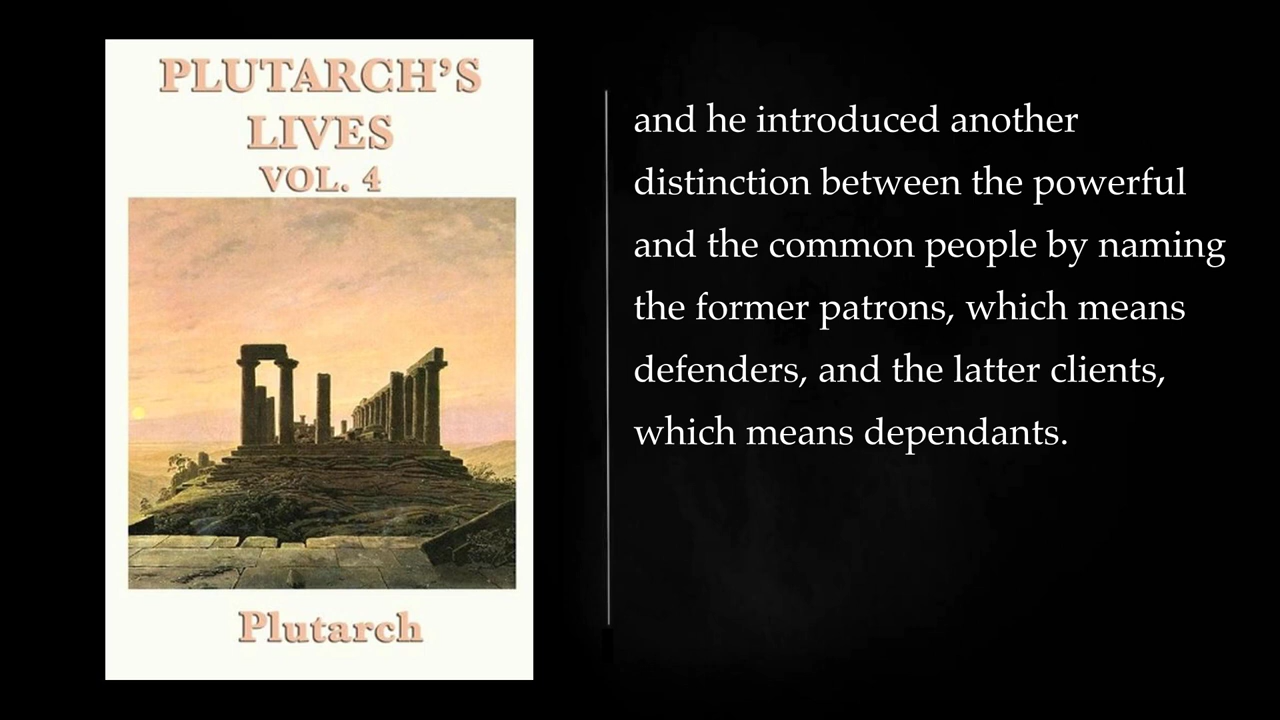 PLUTARCH'S
LIVES
VOL. 4
Plutarch
and he introduced another
distinction between the powerful
and the common people by naming
the former patrons, which means
defenders, and the latter clients,
which means dependants.